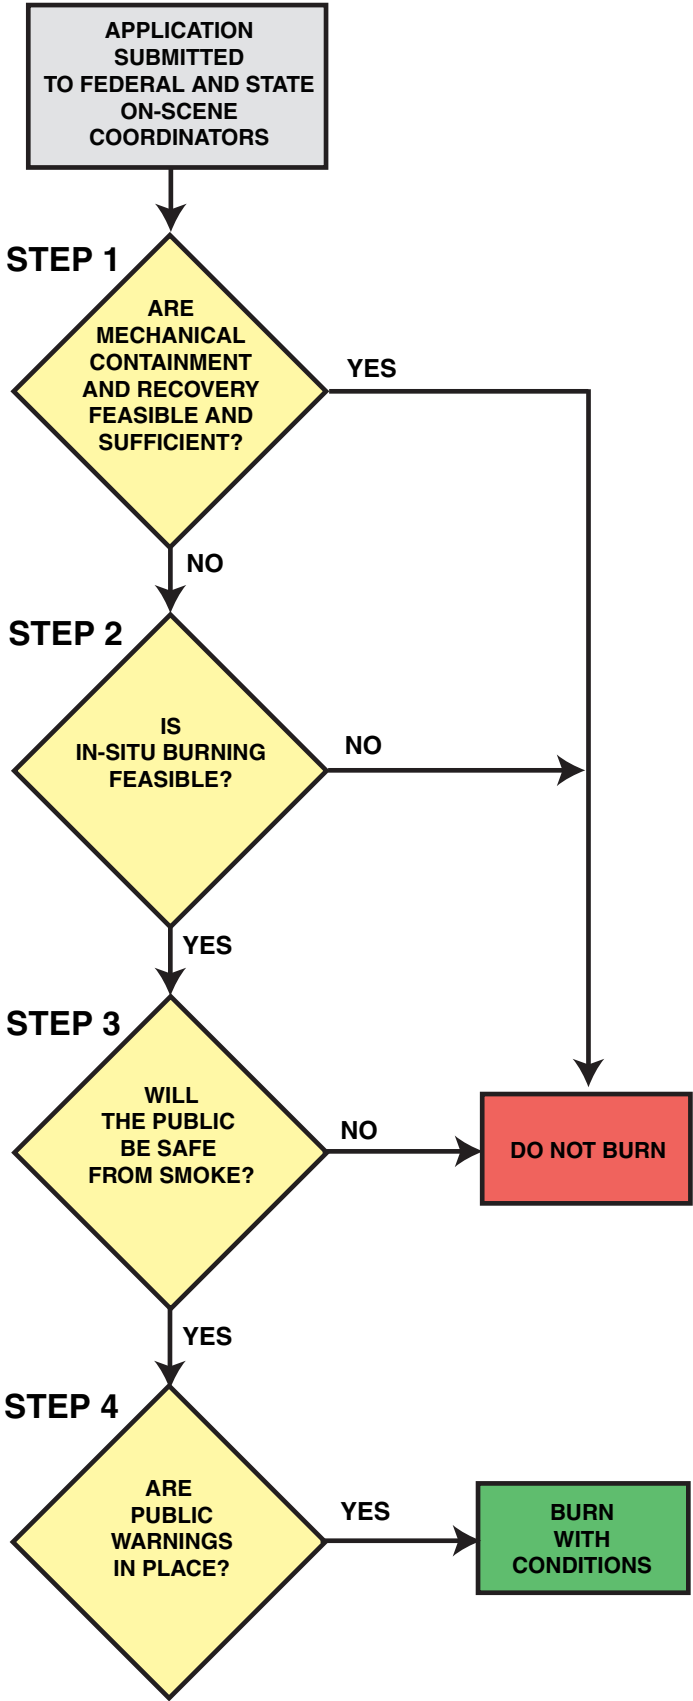 APPLICATION
SUBMITTED
TO FEDERAL AND STATE
ON-SCENE
COORDINATORS
STEP 1
ARE
MECHANICAL
CONTAINMENT
AND RECOVERY
FEASIBLE AND
SUFFICIENT?
YES
NO
STEP 2
IS
IN-SITU BURNING
FEASIBLE?
NO
YES
STEP 3
WILL
THE PUBLIC
BE SAFE
FROM SMOKE?
NO
DO NOT BURN
YES
STEP 4
ARE
PUBLIC
WARNINGS
IN PLACE?
YES
BURN
WITH
CONDITIONS